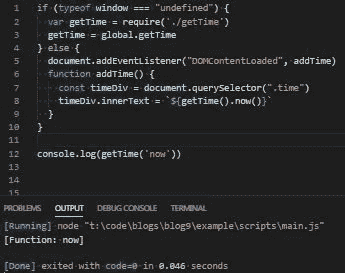 1 if (typeof window === "undefined") {
2 var getTime = require('./getTime')
3 getTime = global.getTime
4 } else {
5 document.addEventListener("DOMContentLoaded", addTime)
6 function addTime() {
7 const timeDiv = document.querySelector(".time")
8 timeDiv.innerText = `${getTime().now()}`
9 }
10 }
11
12 console.log(getTime('now'))
13
14
15
PROBLEMS OUTPUT DEBUG CONSOLE TERMINAL
[Running] node "t:\code\blogs\blog9\example\scripts\main.js"
[Function: now]
[Done] exited with code=0 in 0.046 seconds